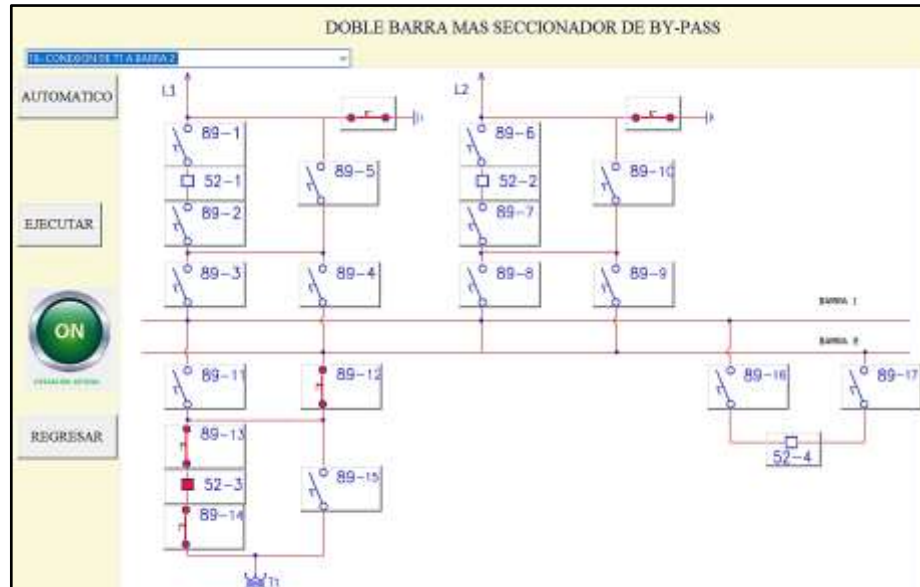 DOBLE BARRA MAS SECCIONADOR DE BY-PASS
AUTOMATICO
L1
L2
89-1
89-6
89-5
89-10
52-1
52-2
EJECUTAR
89-2
89-7
89-3
89-4
89-8
89-9
ON
BARRA I
BARRA II
89-11
89-12
89-16
89-17
REGRESAR
89-13
52-4
52-3
89-15
89-14
T1